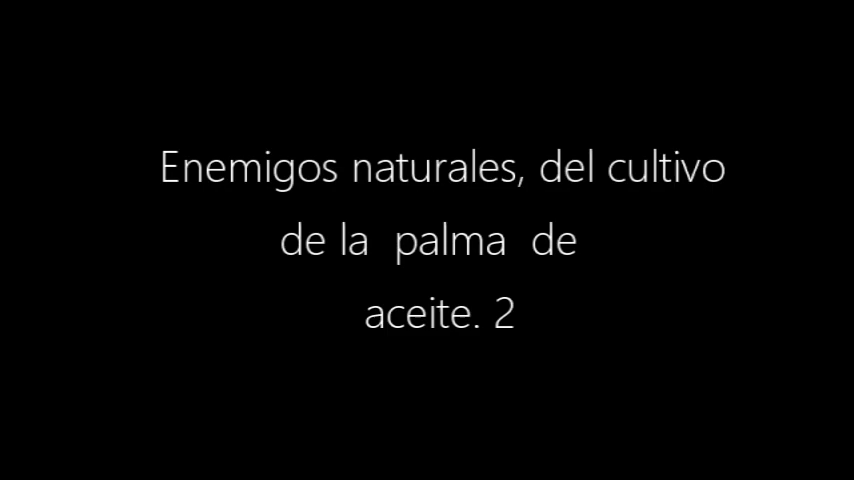 Enemigos naturales, del cultivo
de la palma de
aceite. 2